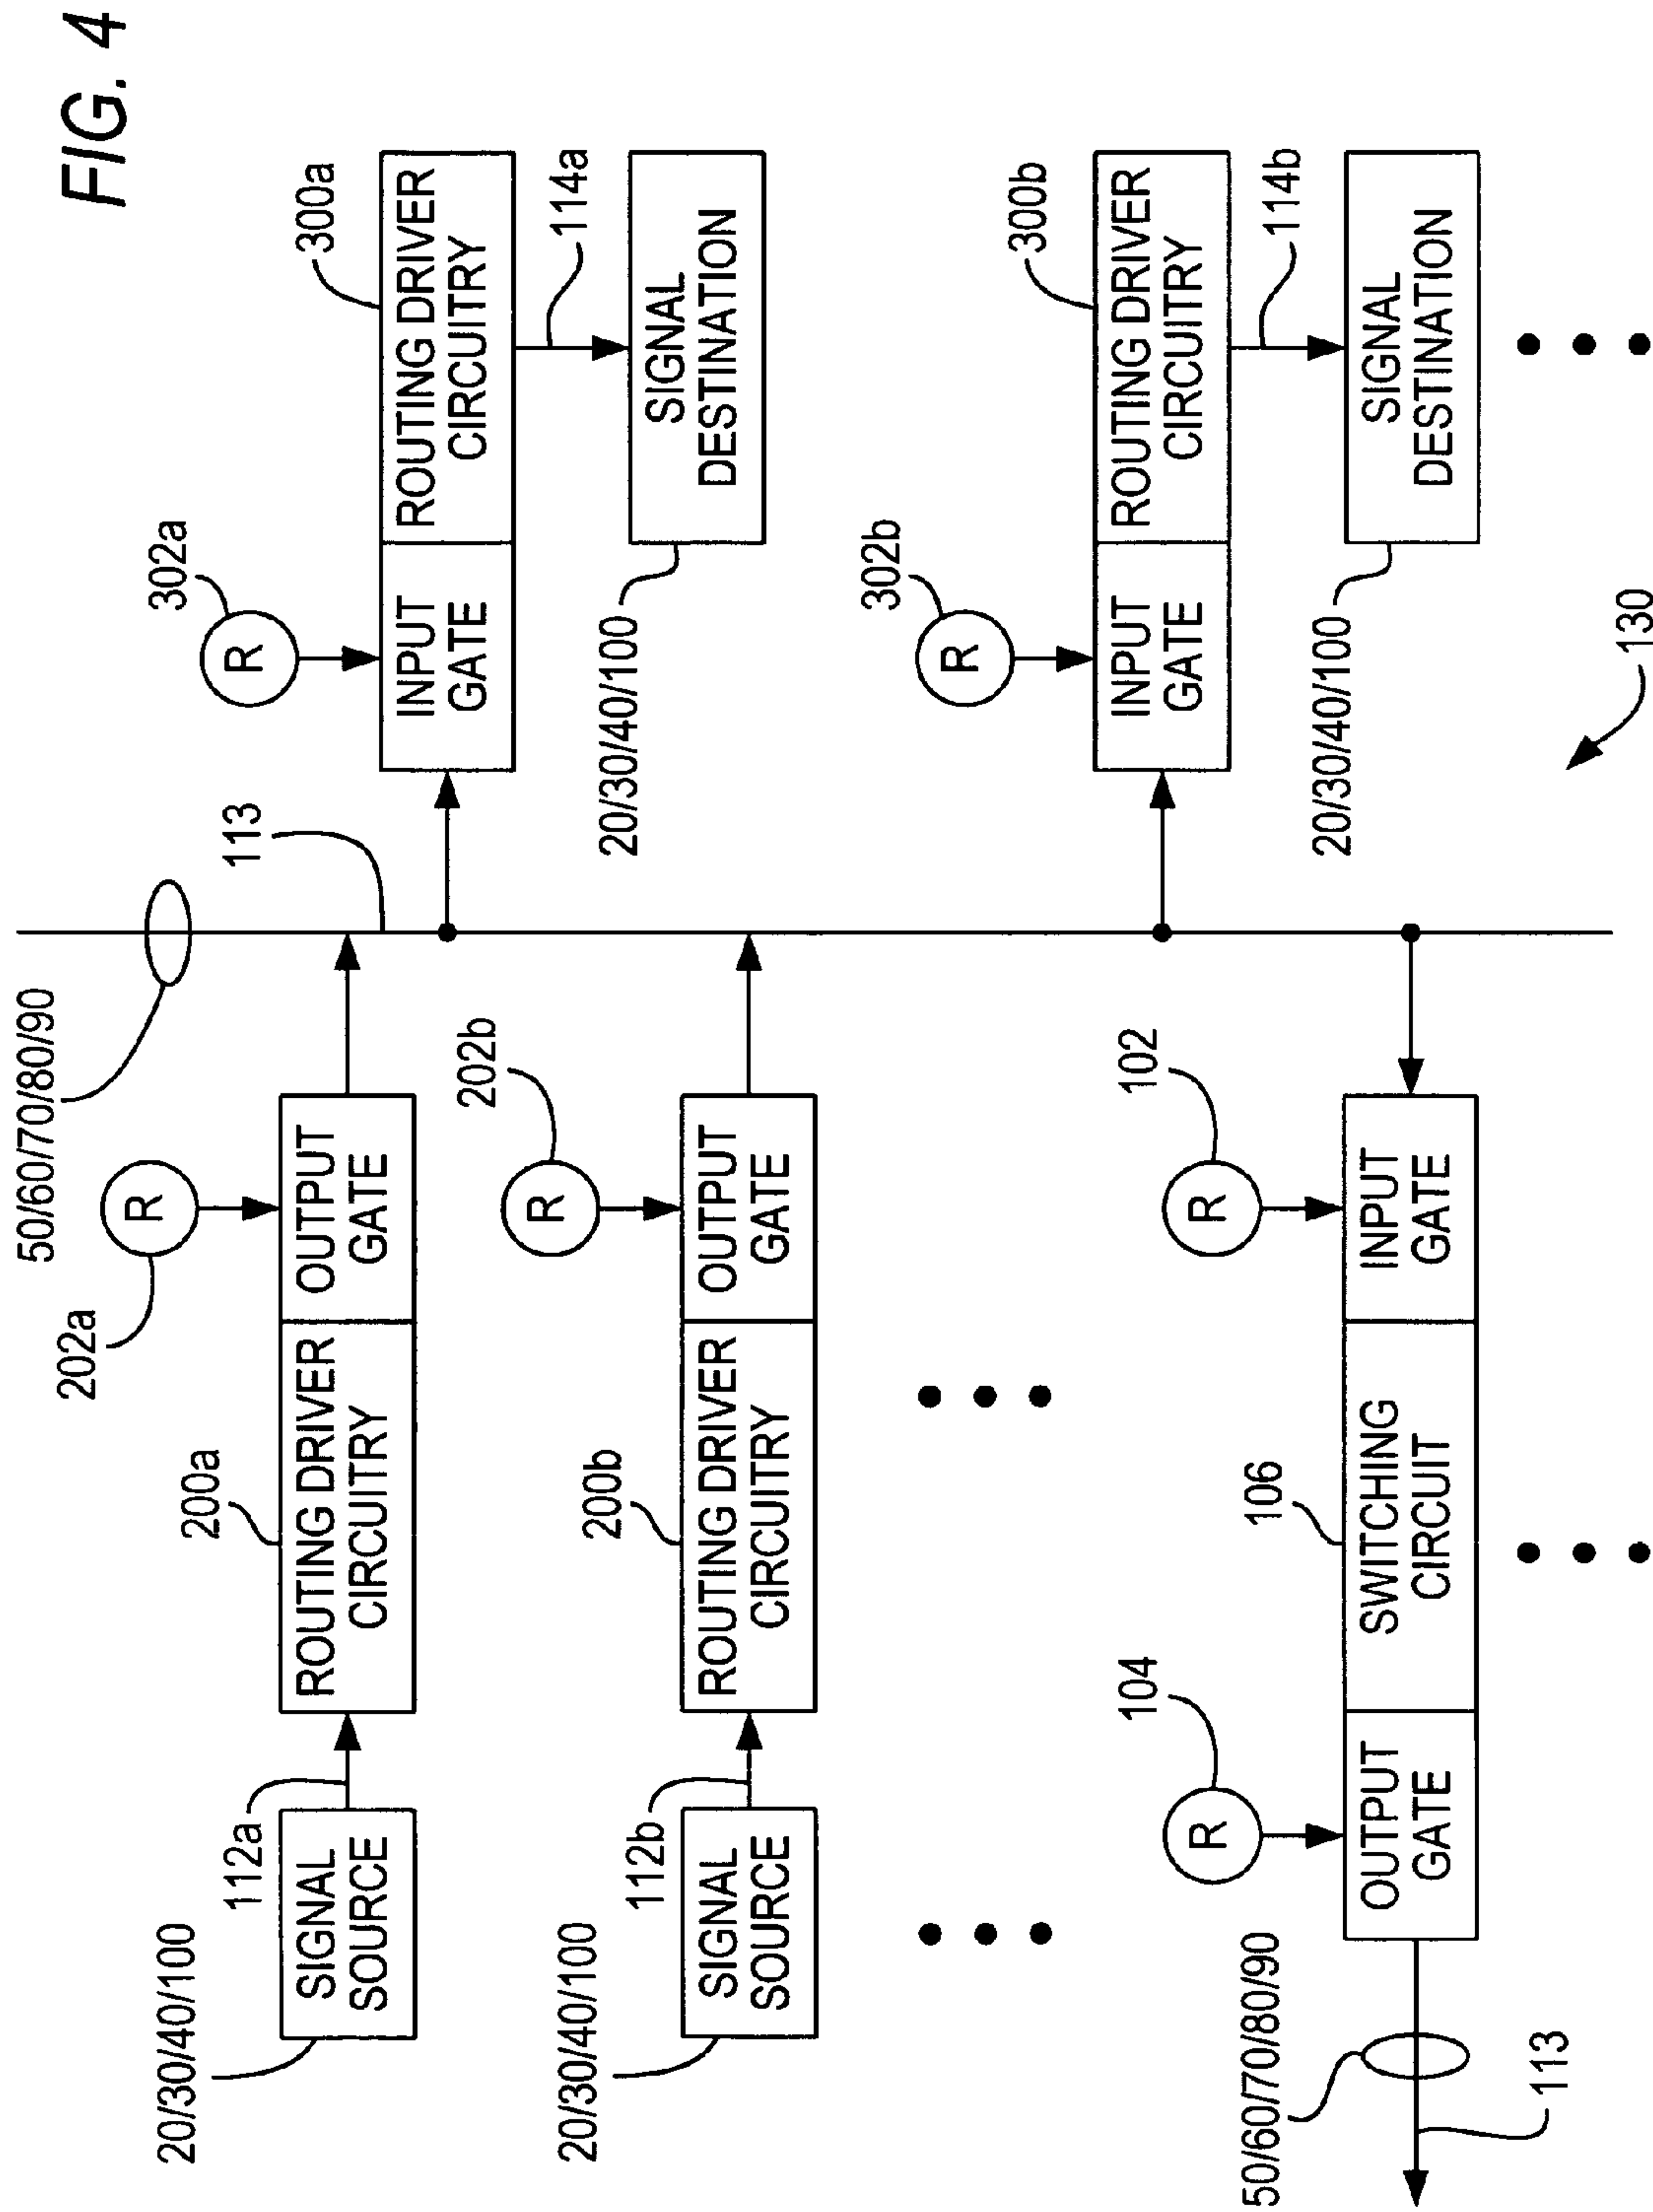 FIG. 4
50/60/70/80/90
113
202a
R
200a
20/30/40/100
112a
SIGNAL
SOURCE
ROUTING DRIVER
CIRCUITRY
OUTPUT
GATE
302a
R
300a
INPUT
GATE
ROUTING DRIVER
CIRCUITRY
114a
20/30/40/100
SIGNAL
DESTINATION
202b
R
200b
20/30/40/100
112b
SIGNAL
SOURCE
ROUTING DRIVER
CIRCUITRY
OUTPUT
GATE
302b
R
300b
INPUT
GATE
ROUTING DRIVER
CIRCUITRY
114b
20/30/40/100
SIGNAL
DESTINATION
104
R
106
102
R
50/60/70/80/90
113
OUTPUT
GATE
SWITCHING
CIRCUIT
INPUT
GATE
130